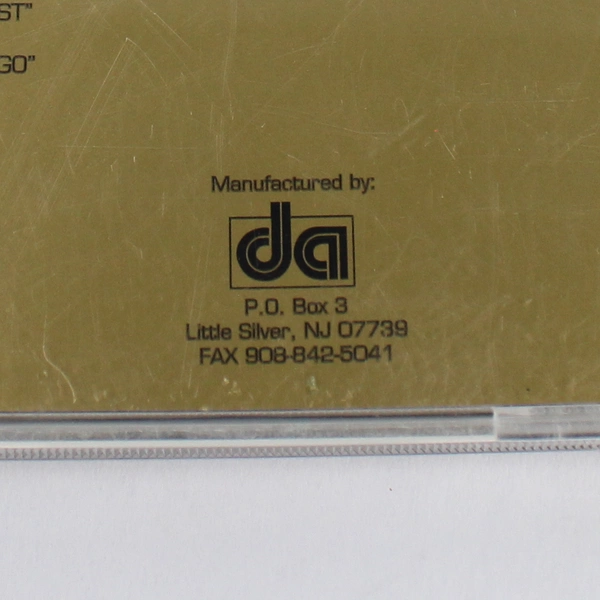 ST”
GO”
Manufactured by:
da
P.O. Box 3
Little Silver, NJ 07739
FAX 908-842-5041